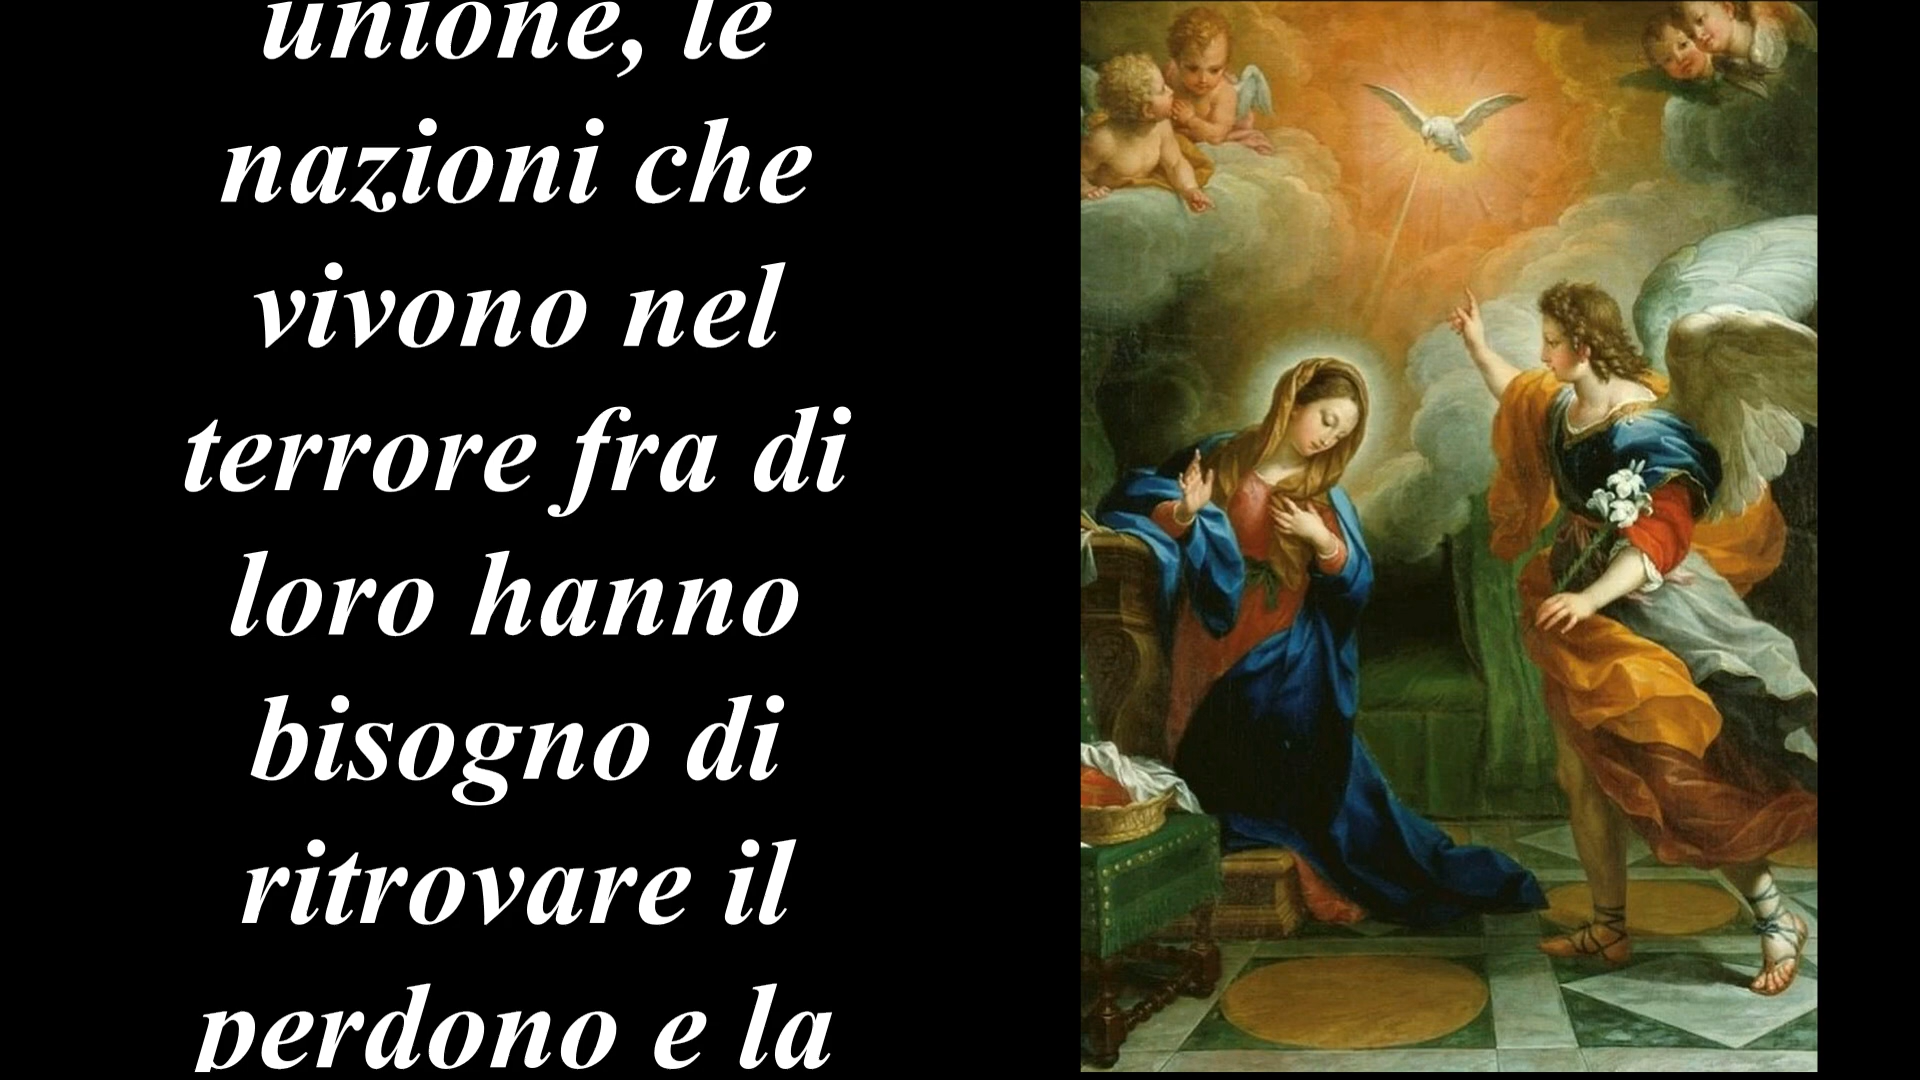 unione, le
nazioni che
vivono nel
terrore fra di
loro hanno
bisogno di
ritrovare il
perdono e la